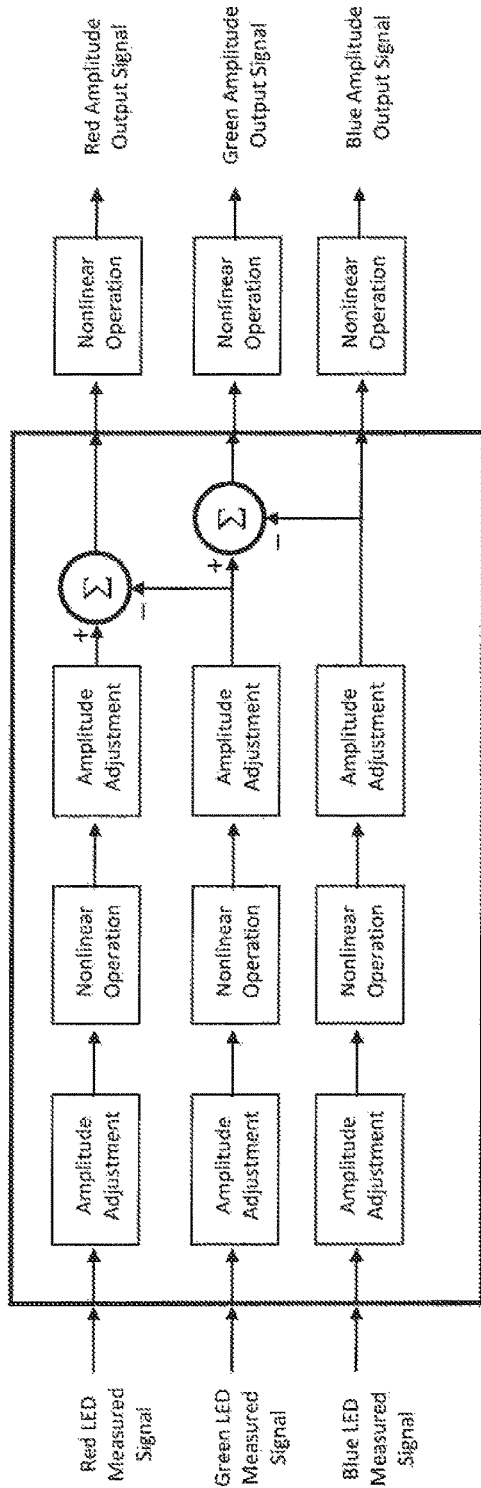 Red LED
Measured
Signal
Amplitude
Adjustment
Nonlinear
Operation
Amplitude
Adjustment
+
−
Σ
Nonlinear
Operation
Red Amplitude
Output Signal
Green LED
Measured
Signal
Amplitude
Adjustment
Nonlinear
Operation
Amplitude
Adjustment
+
−
Σ
Nonlinear
Operation
Green Amplitude
Output Signal
Blue LED
Measured
Signal
Amplitude
Adjustment
Nonlinear
Operation
Amplitude
Adjustment
Nonlinear
Operation
Blue Amplitude
Output Signal